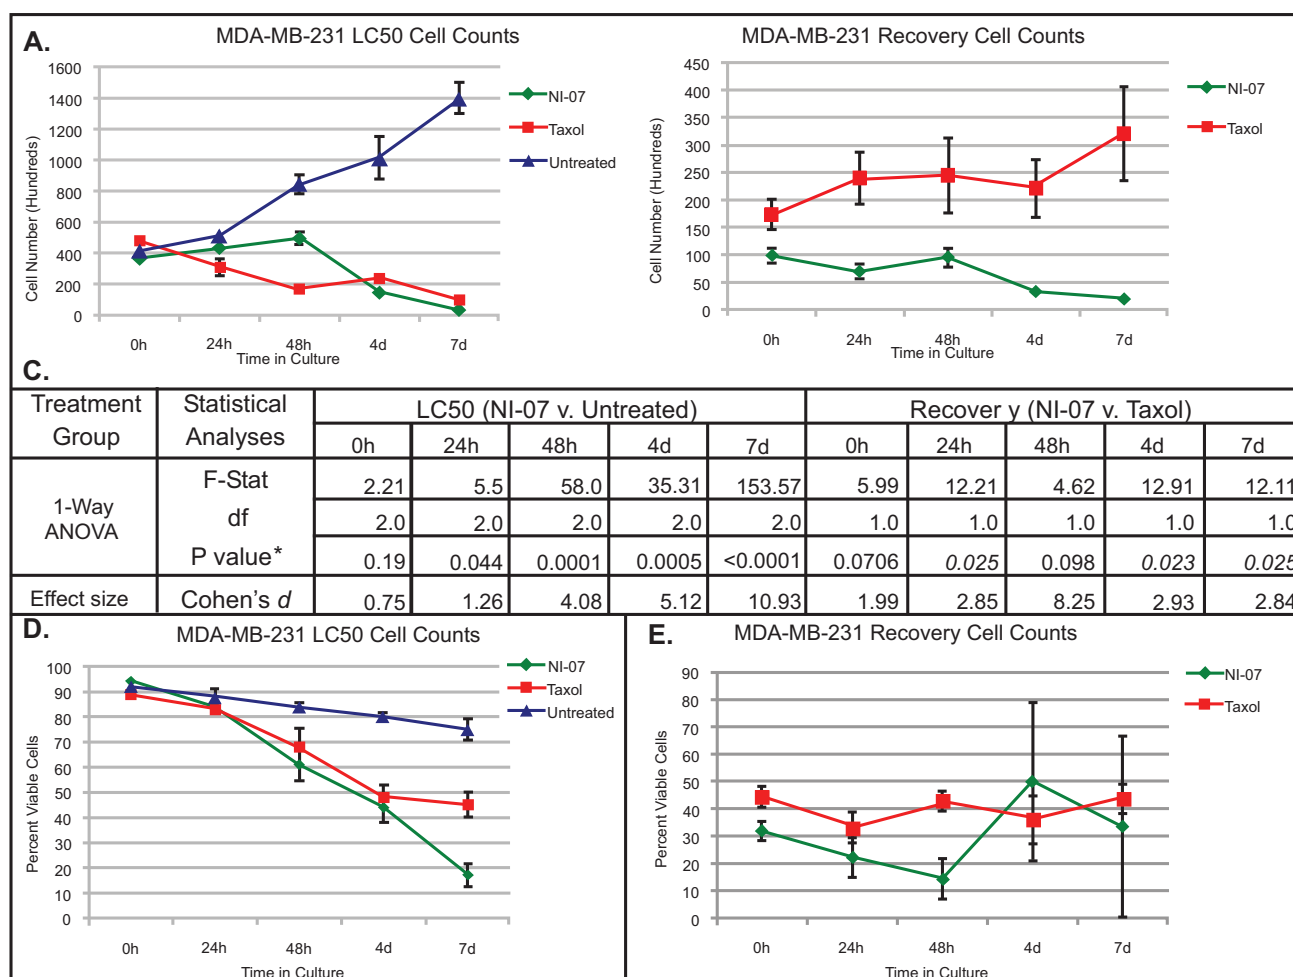 A.
MDA-MB-231 LC50 Cell Counts
1600
1400
1200
1000
800
600
400
200
0
Cell Number (Hundreds)
0h 24h 48h 4d 7d
Time in Culture
NI-07
Taxol
Untreated
MDA-MB-231 Recovery Cell Counts
450
400
350
300
250
200
150
100
50
0
Cell Number (Hundreds)
0h 24h 48h 4d 7d
Time in Culture
NI-07
Taxol
C.
Treatment Group Statistical Analyses LC50 (NI-07 v. Untreated) Recover y (NI-07 v. Taxol)
0h 24h 48h 4d 7d 0h 24h 48h 4d 7d
1-Way ANOVA
F-Stat 2.21 5.5 58.0 35.31 153.57 5.99 12.21 4.62 12.91 12.11
df 2.0 2.0 2.0 2.0 2.0 1.0 1.0 1.0 1.0 1.0
P value* 0.19 0.044 0.0001 0.0005 <0.0001 0.0706 0.025 0.098 0.023 0.025
Effect size Cohen's d 0.75 1.26 4.08 5.12 10.93 1.99 2.85 8.25 2.93 2.84
D.
MDA-MB-231 LC50 Cell Counts
100
90
80
70
60
50
40
30
20
10
0
Percent Viable Cells
0h 24h 48h 4d 7d
Time in Culture
NI-07
Taxol
Untreated
E.
MDA-MB-231 Recovery Cell Counts
90
80
70
60
50
40
30
20
10
0
Percent Viable Cells
0h 24h 48h 4d 7d
Time in Culture
NI-07
Taxol